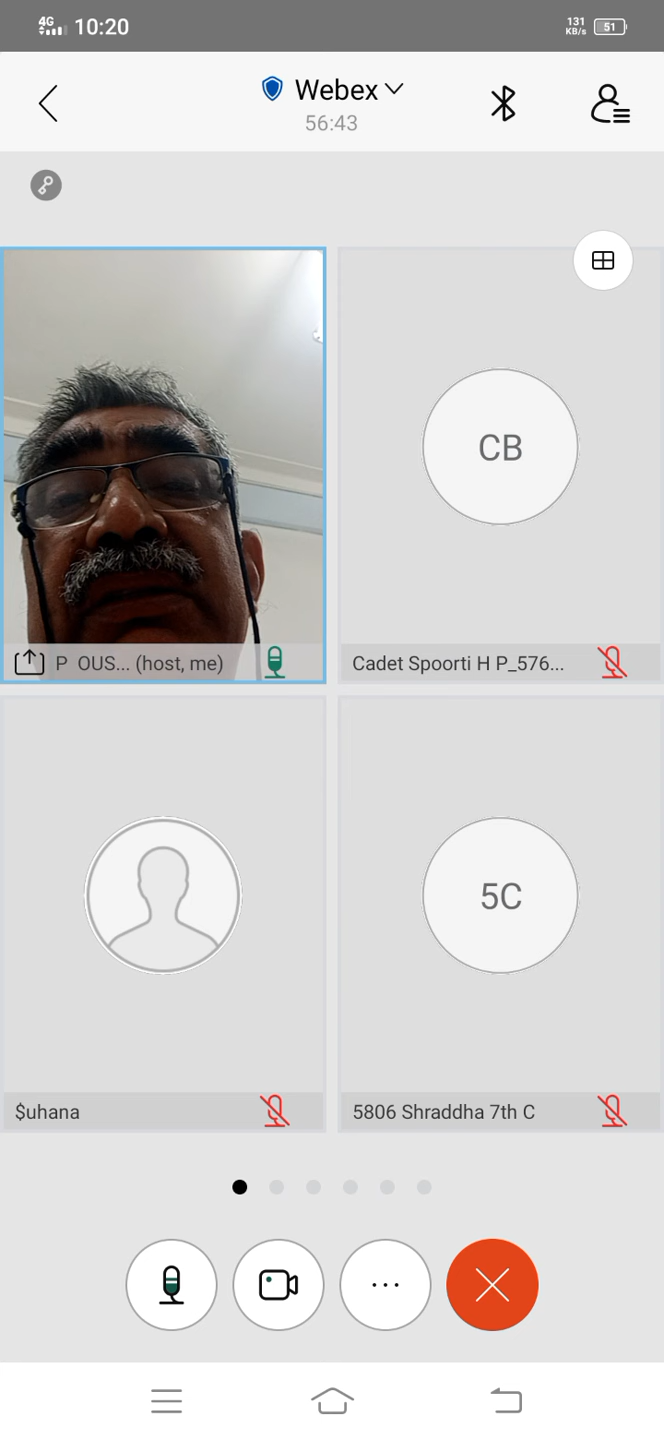 4G 10:20
131
KB/s
51
Webex
56:43
CB
P OUS... (host, me)
Cadet Spoorti H P_576...
5C
$uhana
5806 Shraddha 7th C